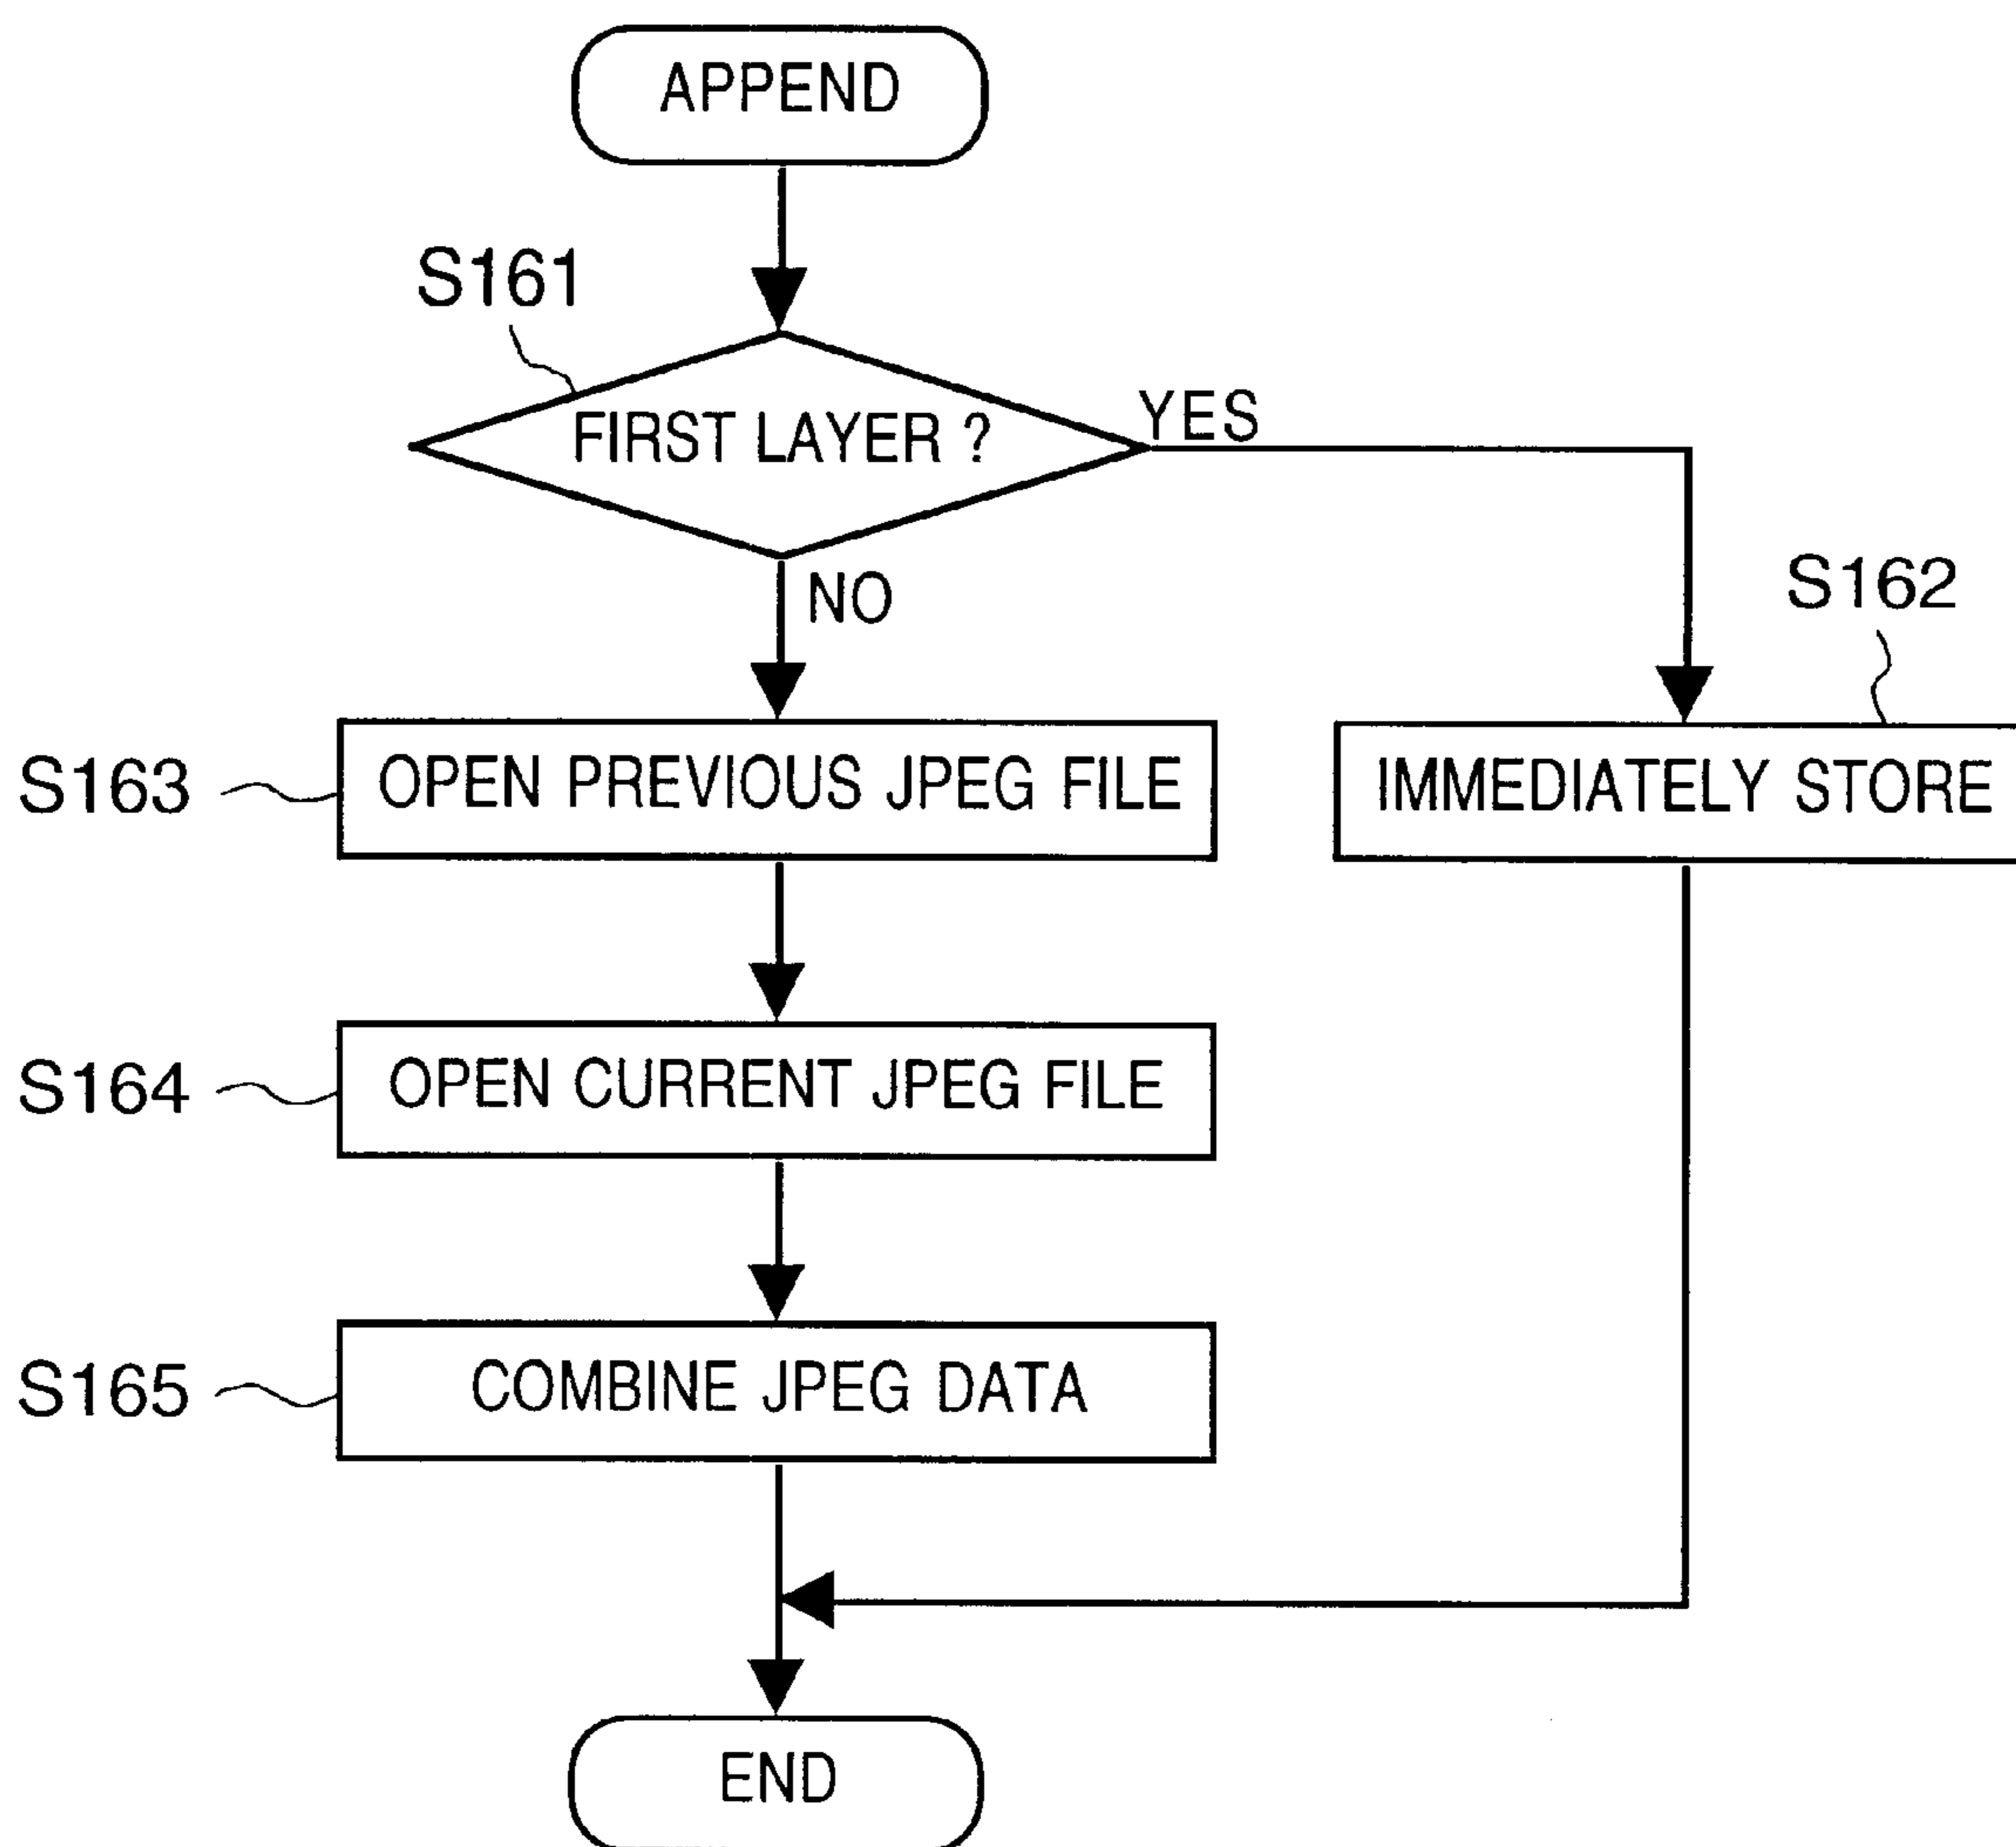 APPEND
S161
FIRST LAYER ?
YES
NO
S162
S163
OPEN PREVIOUS JPEG FILE
IMMEDIATELY STORE
S164
OPEN CURRENT JPEG FILE
S165
COMBINE JPEG DATA
END